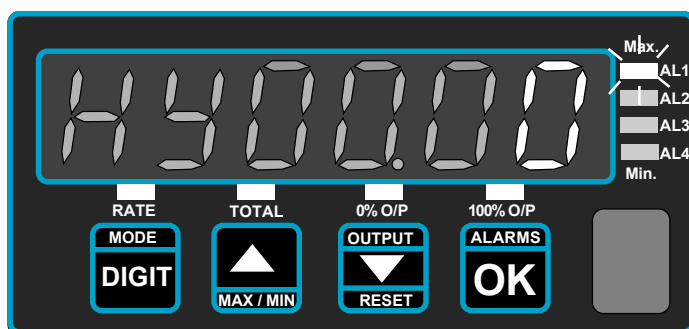 Hy00.00
Max.
AL1
AL2
AL3
AL4
Min.
RATE TOTAL 0% O/P 100% O/P
MODE OUTPUT ALARMS
DIGIT OK
MAX / MIN RESET